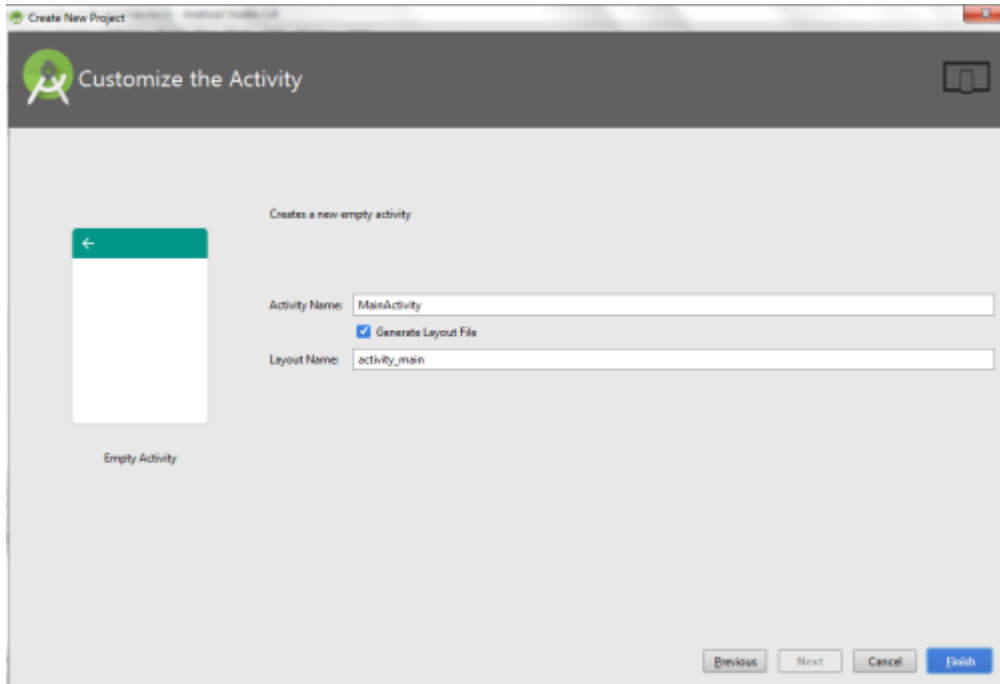 Create New Project
Customize the Activity
Creates a new empty activity
Activity Name: MainActivity
Generate Layout File
Layout Name: activity_main
Empty Activity
Previous Next Cancel Finish